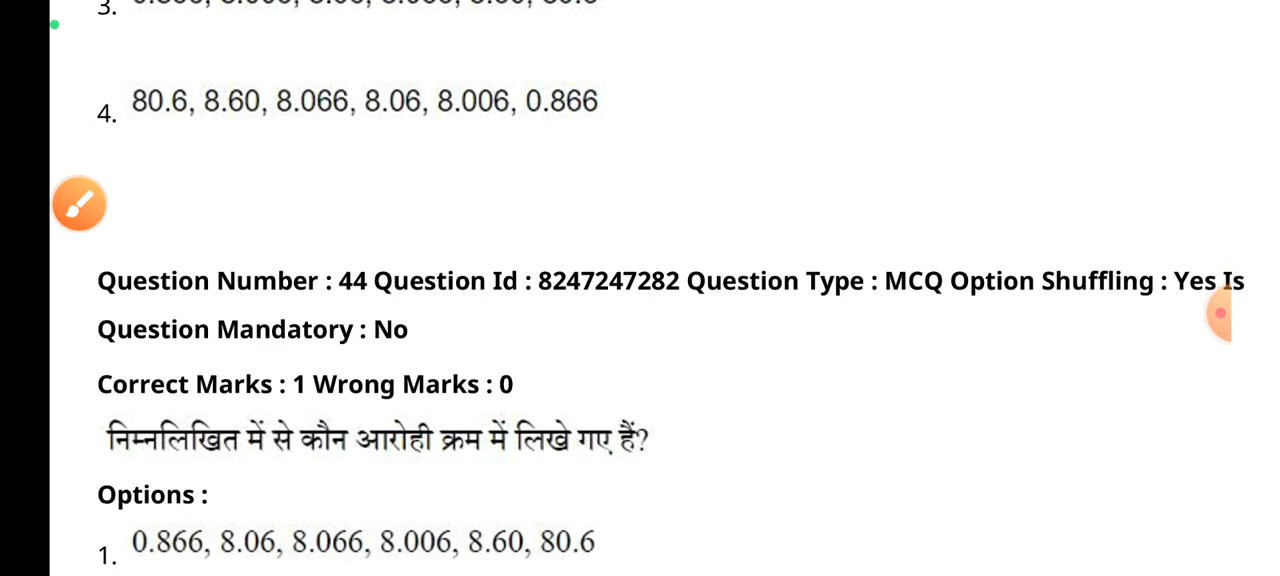 3.
4. 80.6, 8.60, 8.066, 8.06, 8.006, 0.866
Question Number : 44 Question Id : 8247247282 Question Type : MCQ Option Shuffling : Yes Is
Question Mandatory : No
Correct Marks : 1 Wrong Marks : 0
निम्नलिखित में से कौन आरोही क्रम में लिखे गए हैं?
Options :
1. 0.866, 8.06, 8.066, 8.006, 8.60, 80.6